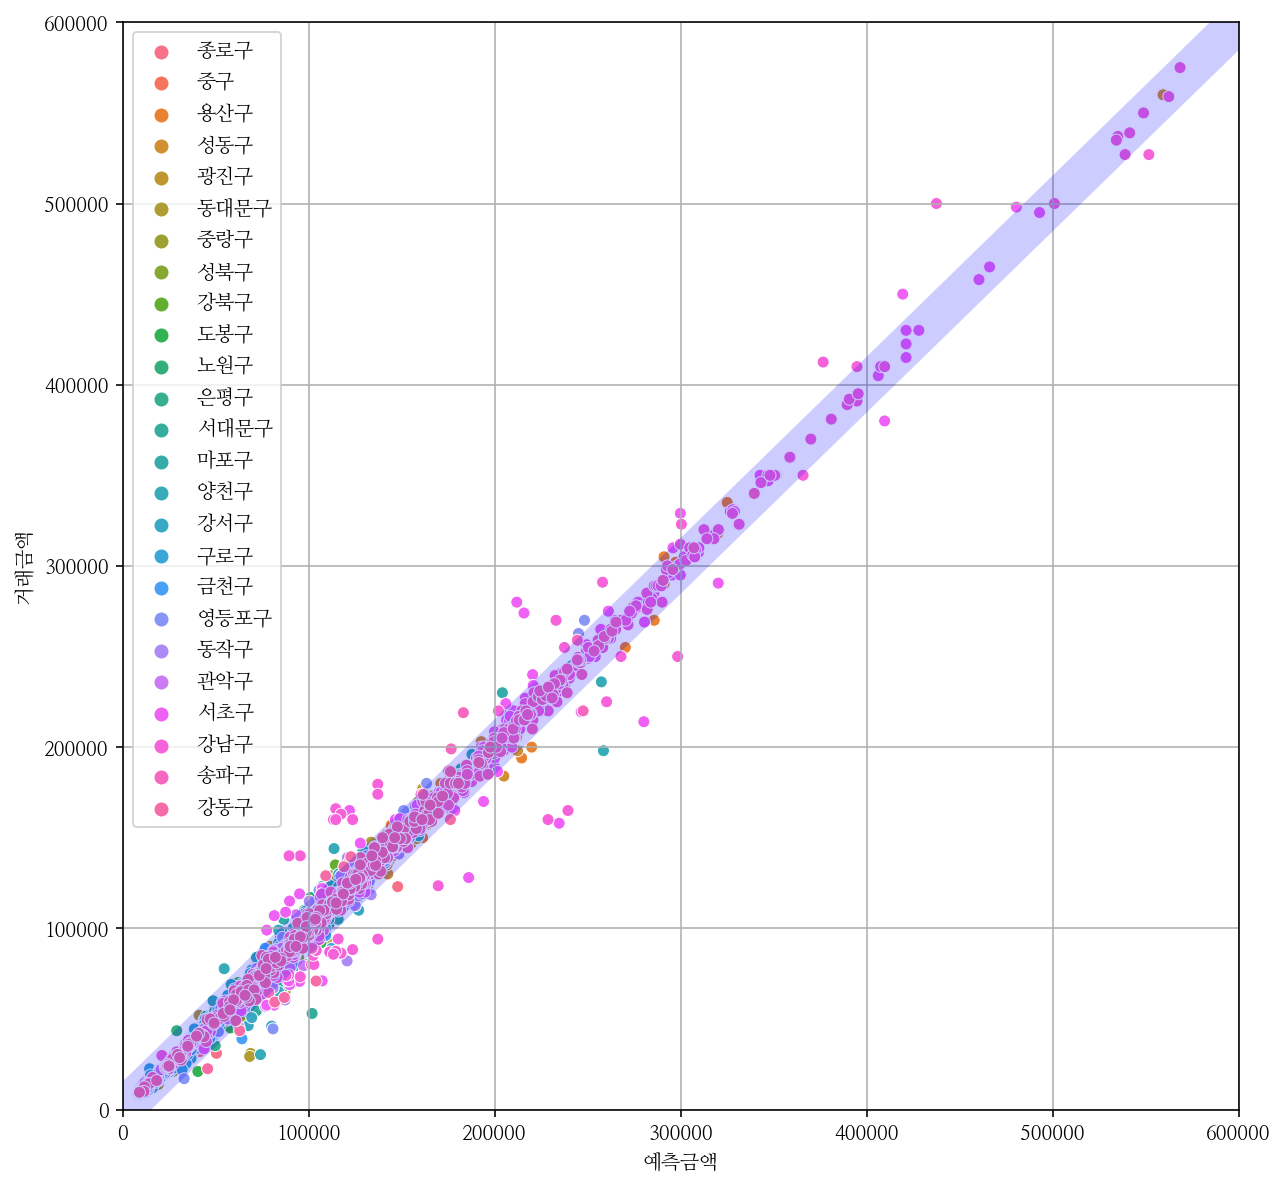 600000
500000
400000
300000
200000
100000
0
거래금액
종로구
중구
용산구
성동구
광진구
동대문구
중랑구
성북구
강북구
도봉구
노원구
은평구
서대문구
마포구
양천구
강서구
구로구
금천구
영등포구
동작구
관악구
서초구
강남구
송파구
강동구
0 100000 200000 300000 400000 500000 600000
예측금액